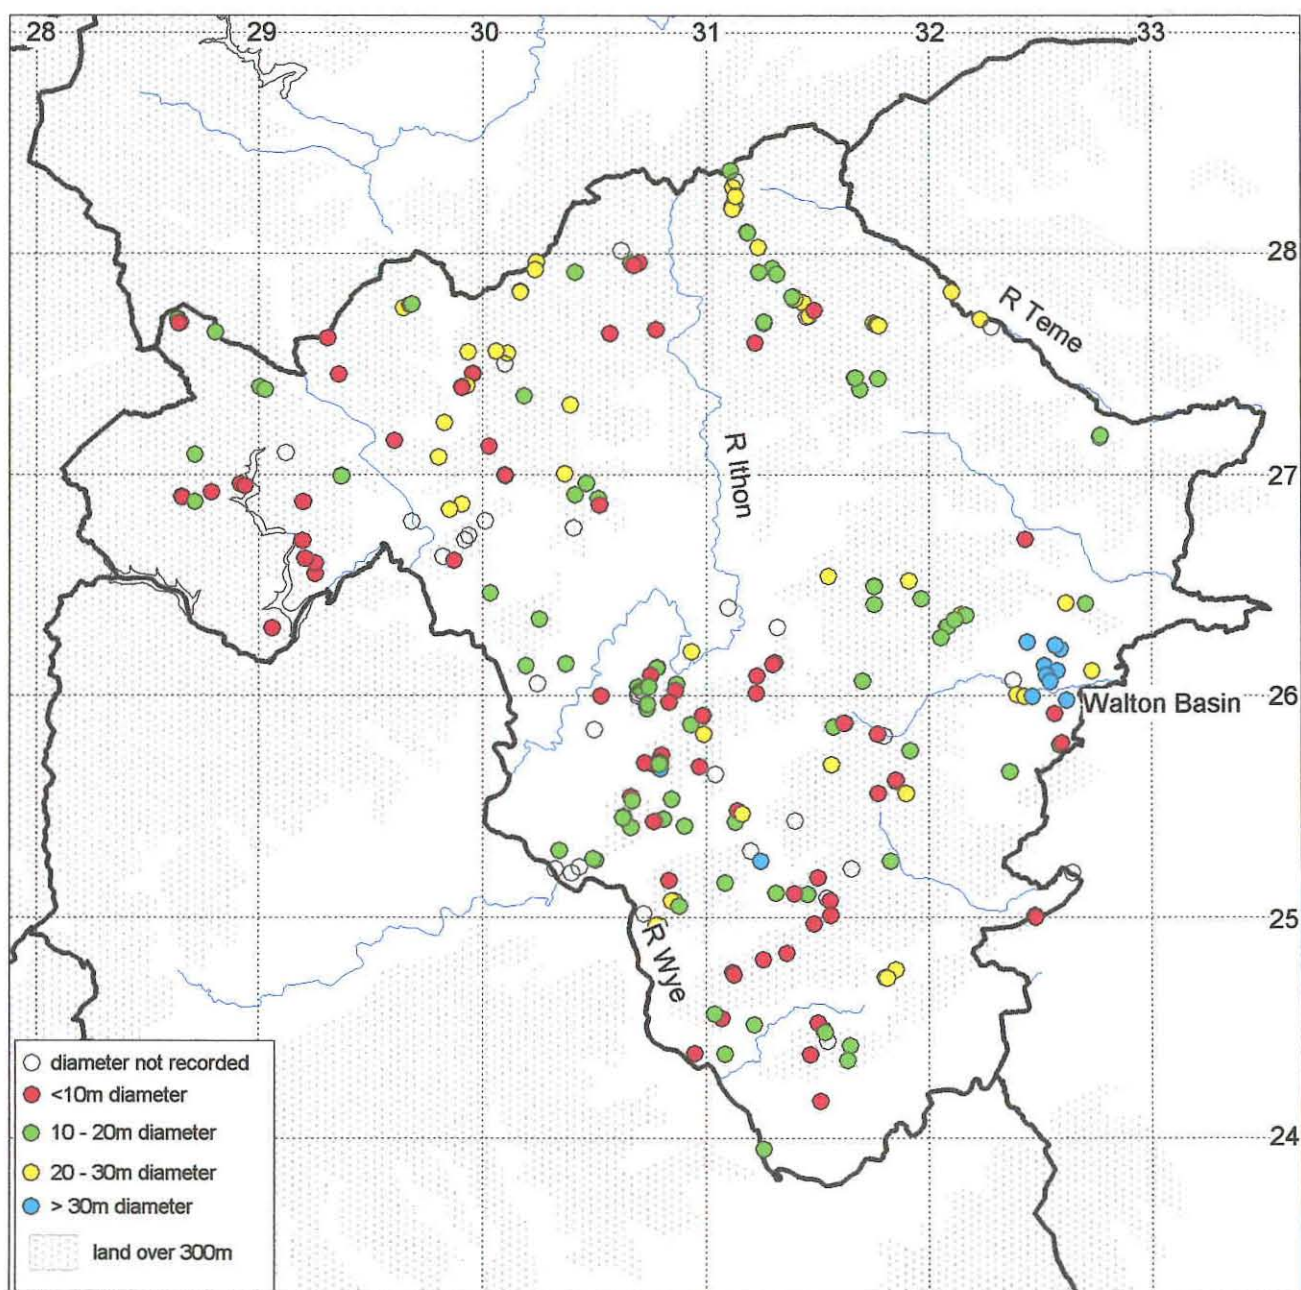 28 29 30 31 32 33
28
R Teme
R Ithon
27
26
Walton Basin
25
R Wye
24
diameter not recorded
<10m diameter
10 - 20m diameter
20 - 30m diameter
> 30m diameter
land over 300m